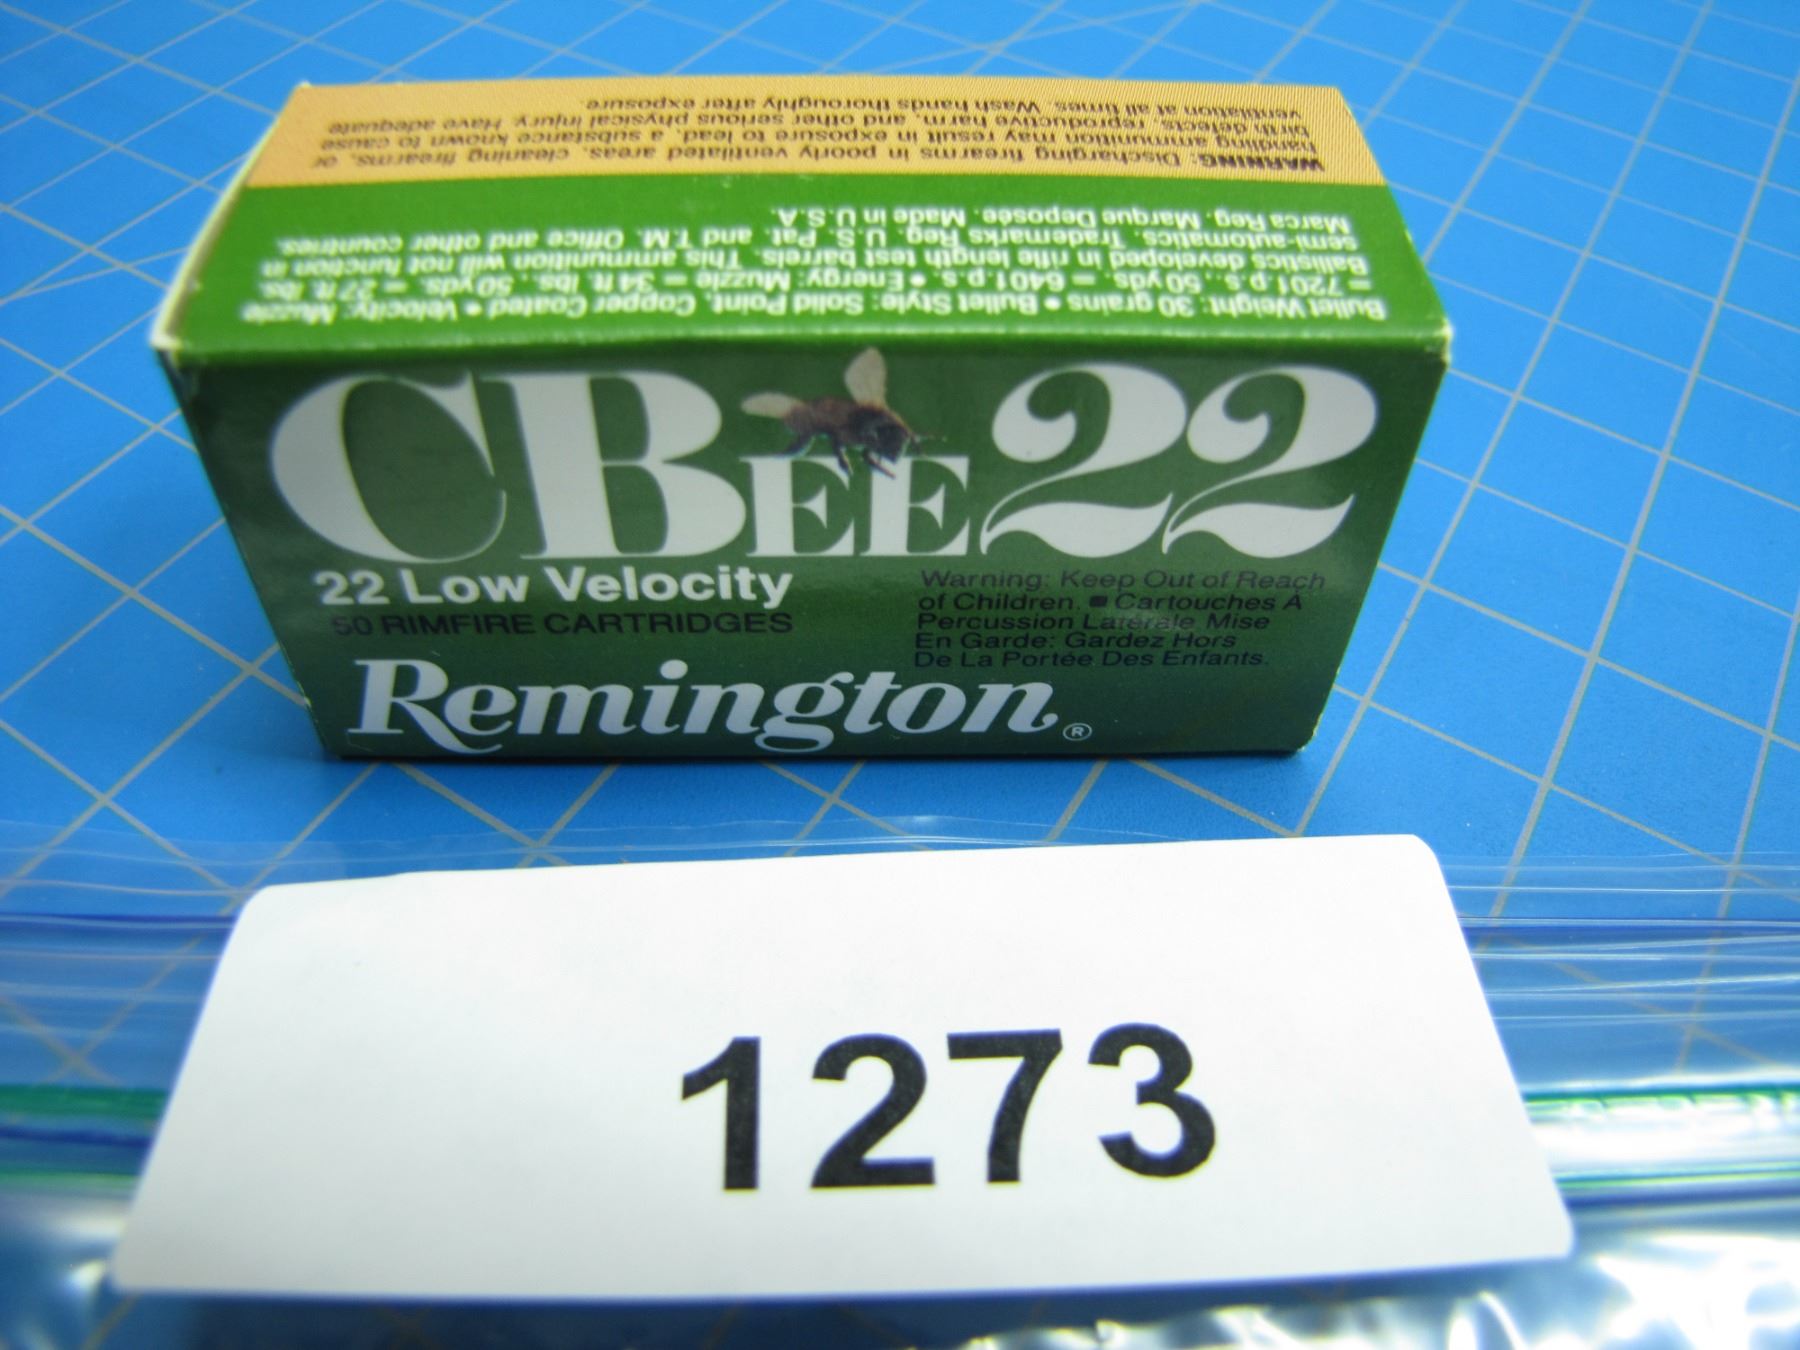 WARNING: Discharging firearms in poorly ventilated areas, cleaning firearms, or
handling ammunition may result in exposure to lead, a substance known to cause
birth defects, reproductive harm, and other serious physical injury. Have adequate
ventilation at all times. Wash hands thoroughly after exposure.
Bullet Weight: 30 grains • Bullet Style: Solid Point, Copper Coated • Velocity: Muzzle
= 720 f.p.s., 50 yds. = 640 f.p.s. • Energy: Muzzle = 34 ft. lbs., 50 yds. = 27 ft. lbs.
Ballistics developed in rifle length test barrels. This ammunition will not function in
semi-automatics. Trademarks Reg. U.S. Pat. and T.M. Office and other countries.
Marca Reg. Marque Deposée. Made in U.S.A.
CBEE22
22 Low Velocity
50 RIMFIRE CARTRIDGES
Warning: Keep Out of Reach
of Children. ■ Cartouches À
Percussion Latérale Mise
En Garde: Gardez Hors
De La Portée Des Enfants.
Remington®
1273